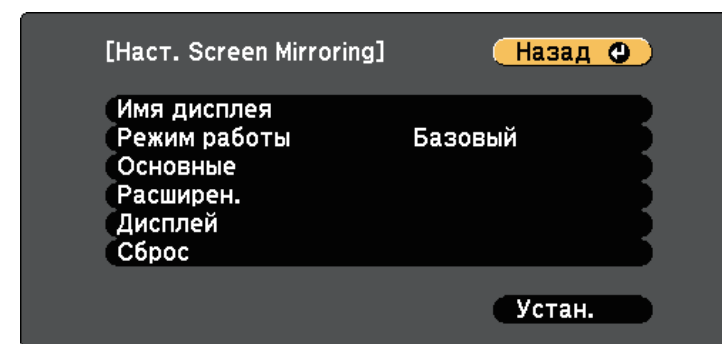 [Наст. Screen Mirroring] Назад
Имя дисплея
Режим работы Базовый
Основные
Расширен.
Дисплей
Сброс
Устан.